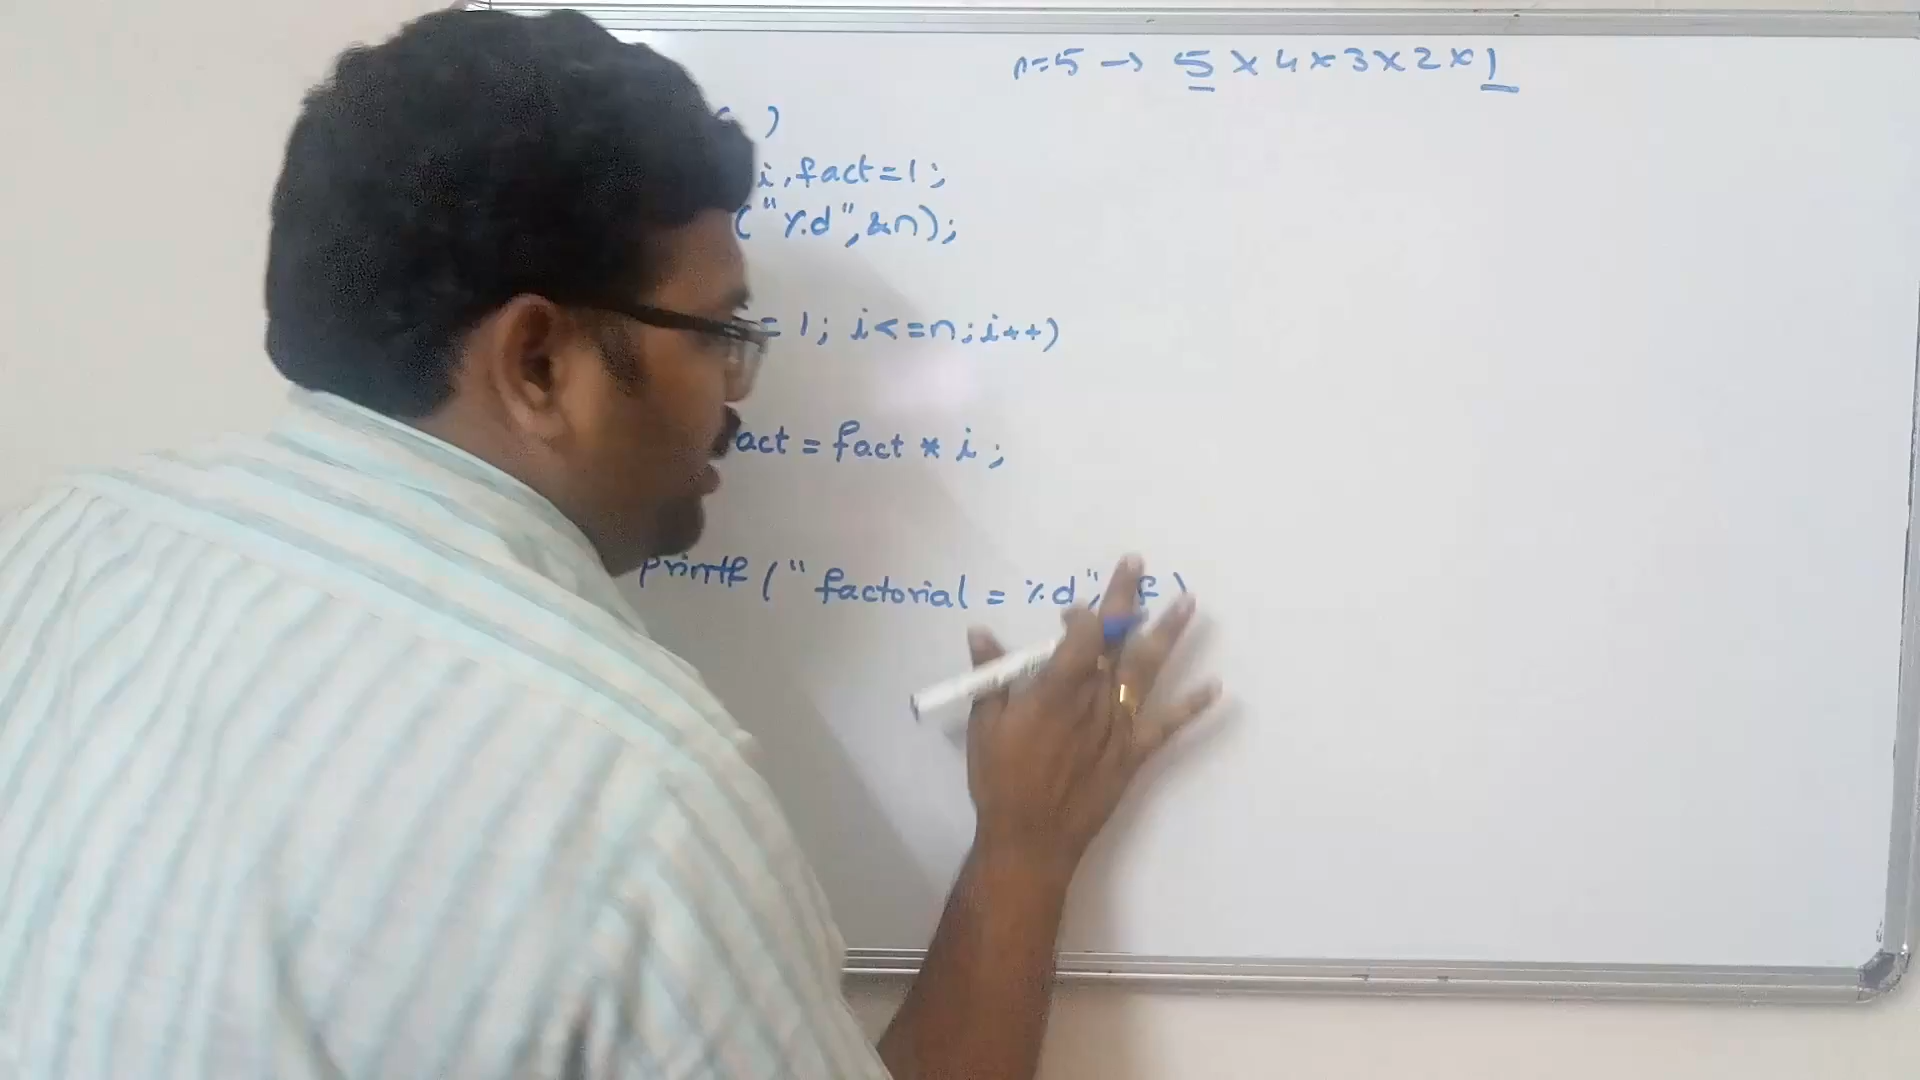 n=5 → 5 x 4 x 3 x 2 x 1
( )
i, fact=1;
("%d", &n);
= 1; i<=n; i++)
act = fact * i;
printf (" factorial = %d", f )